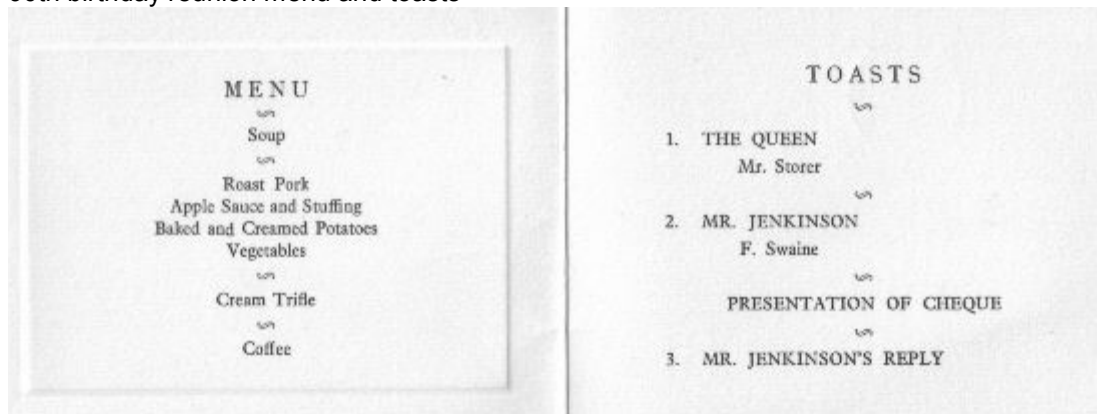 birthday reunion menu and toasts
MENU
Soup
Roast Pork
Apple Sauce and Stuffing
Baked and Creamed Potatoes
Vegetables
Cream Trifle
Coffee
TOASTS
1. THE QUEEN
Mr. Storer
2. MR. JENKINSON
F. Swaine
PRESENTATION OF CHEQUE
3. MR. JENKINSON'S REPLY